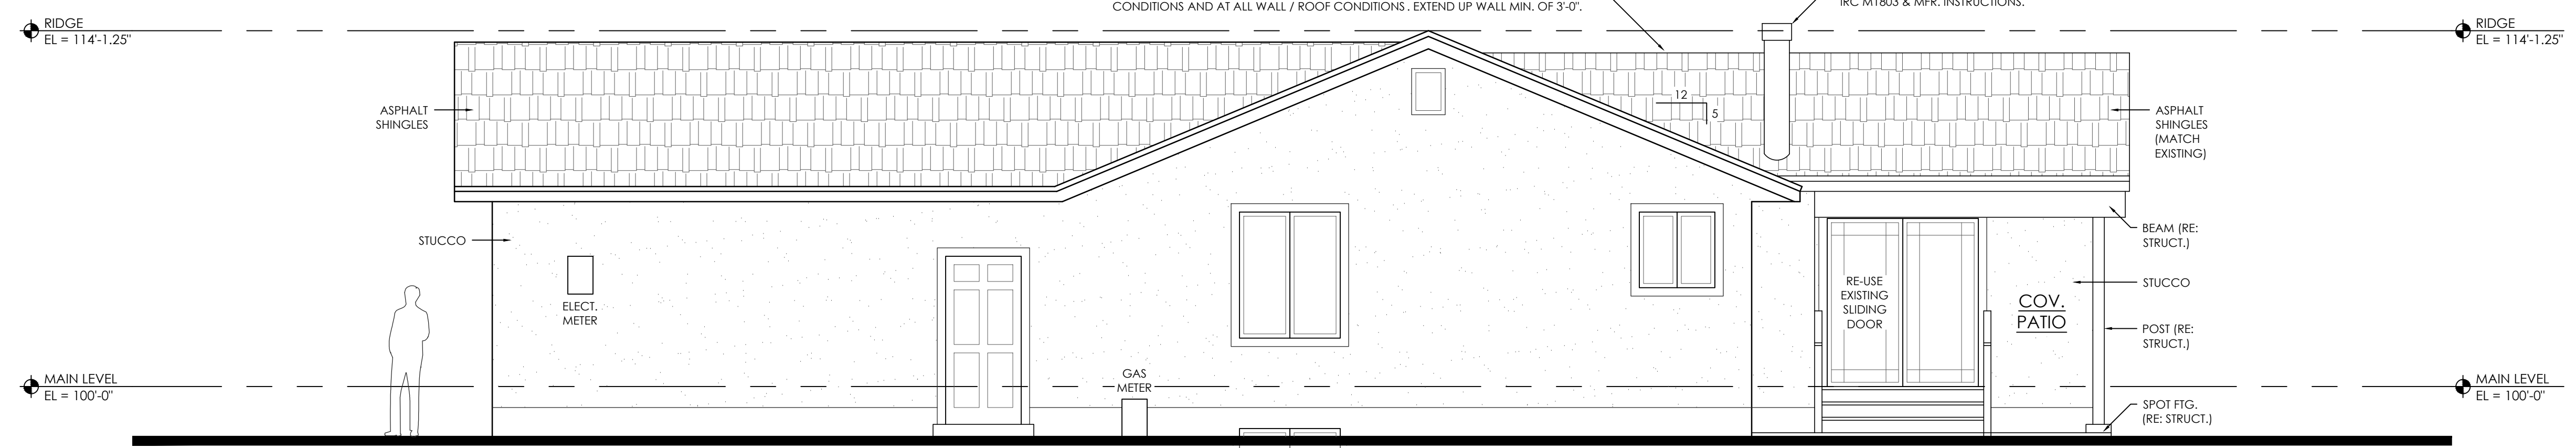 CONDITIONS AND AT ALL WALL / ROOF CONDITIONS. EXTEND UP WALL MIN. OF 3'-0".
IRC M1803 & MFR. INSTRUCTIONS.
RIDGE
EL = 114'-1.25"
RIDGE
EL = 114'-1.25"
ASPHALT
SHINGLES
12
5
ASPHALT
SHINGLES
(MATCH
EXISTING)
STUCCO
ELECT.
METER
BEAM (RE:
STRUCT.)
RE-USE
EXISTING
SLIDING
DOOR
COV.
PATIO
STUCCO
POST (RE:
STRUCT.)
GAS
METER
MAIN LEVEL
EL = 100'-0"
MAIN LEVEL
EL = 100'-0"
SPOT FTG.
(RE: STRUCT.)